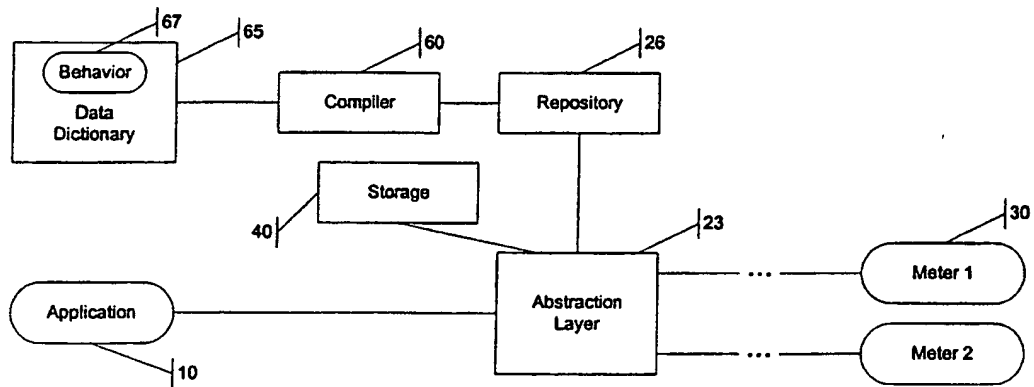 67
65
60
26
Behavior
Data
Dictionary
Compiler
Repository
Storage
40
23
30
Meter 1
Application
Abstraction
Layer
10
...
...
Meter 2